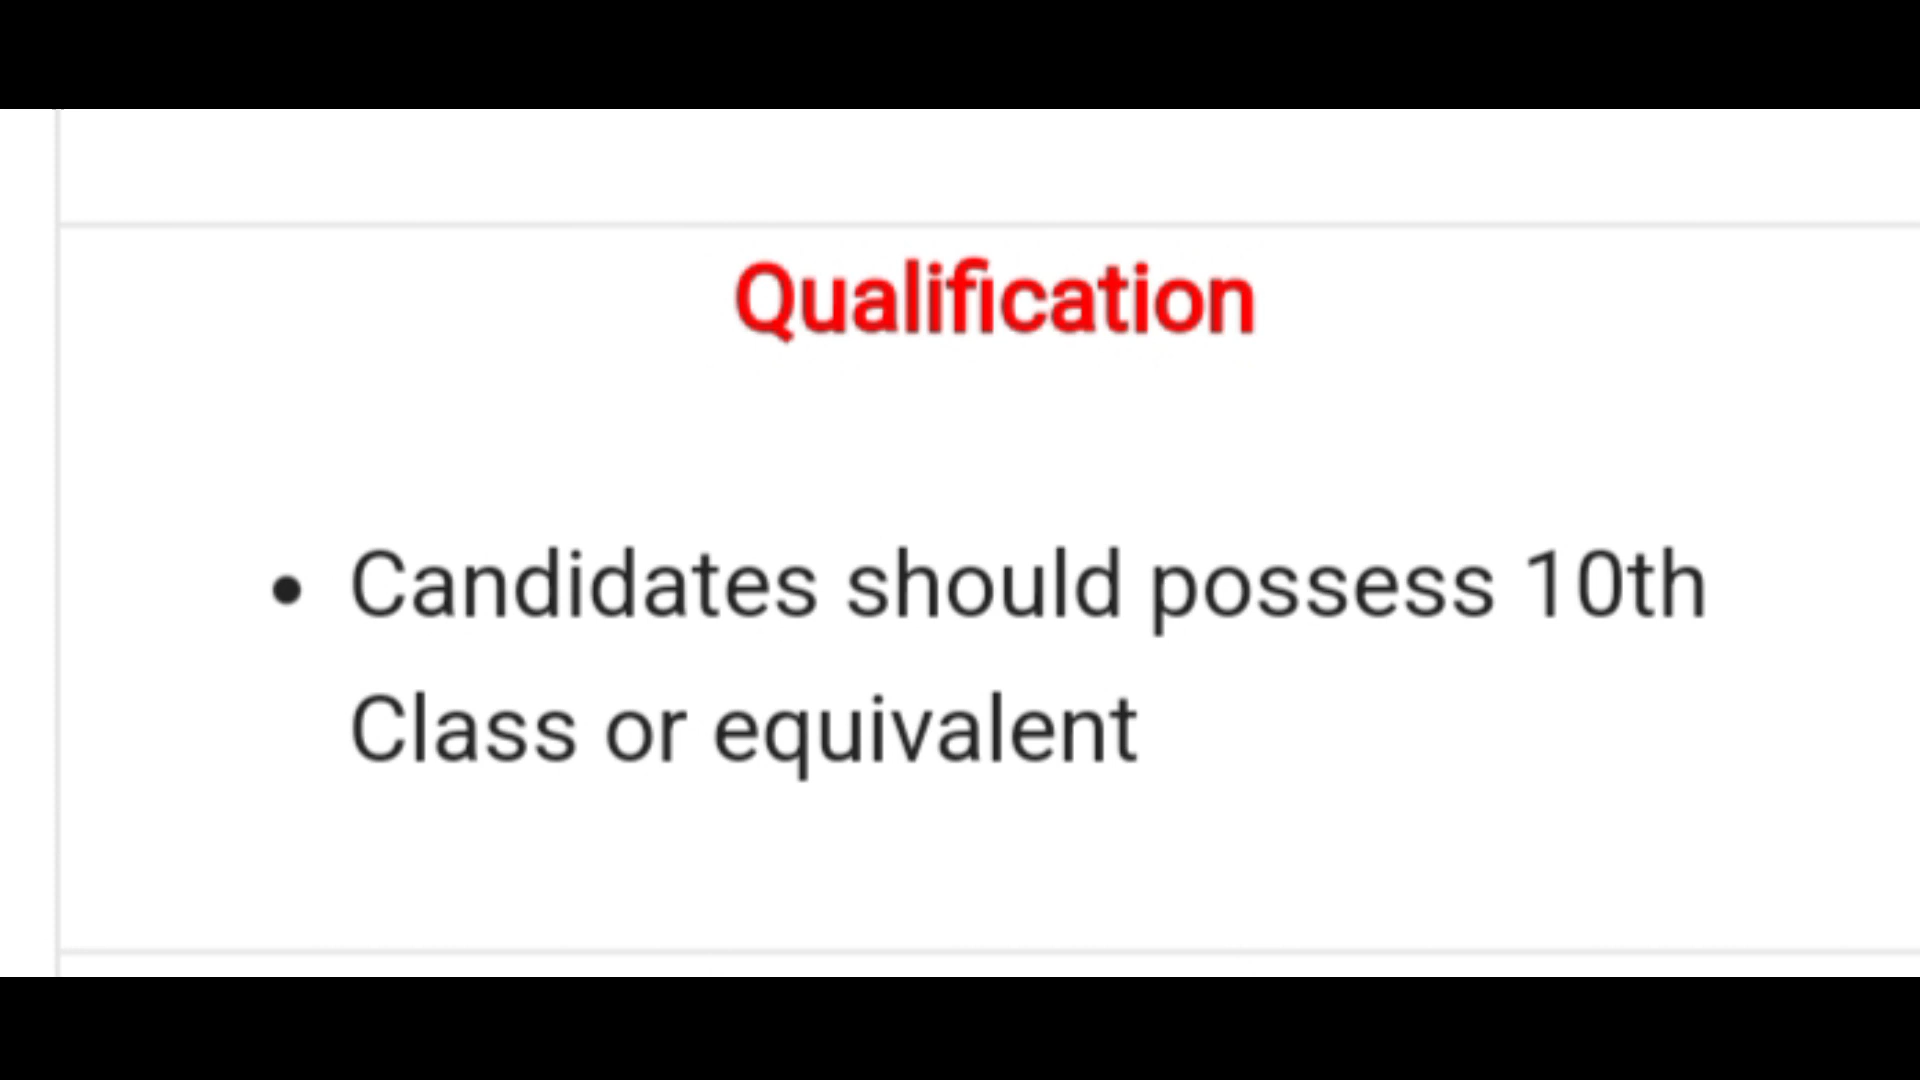 Qualification
• Candidates should possess 10th
Class or equivalent